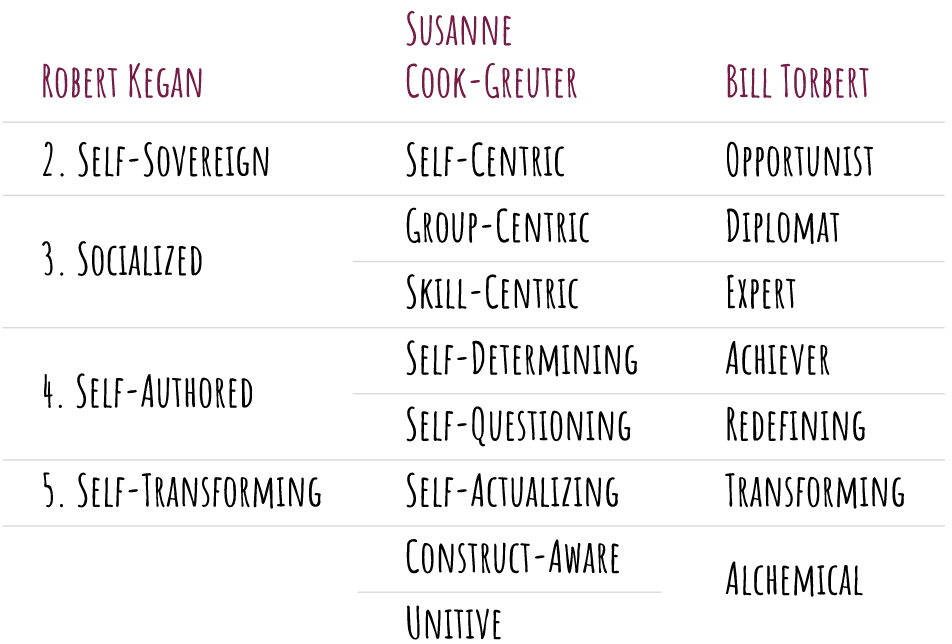 Robert Kegan
Susanne
Cook-Greuter
Bill Torbert
2. Self-Sovereign
Self-Centric
Opportunist
3. Socialized
Group-Centric
Diplomat
Skill-Centric
Expert
4. Self-Authored
Self-Determining
Achiever
Self-Questioning
Redefining
5. Self-Transforming
Self-Actualizing
Transforming
Construct-Aware
Alchemical
Unitive